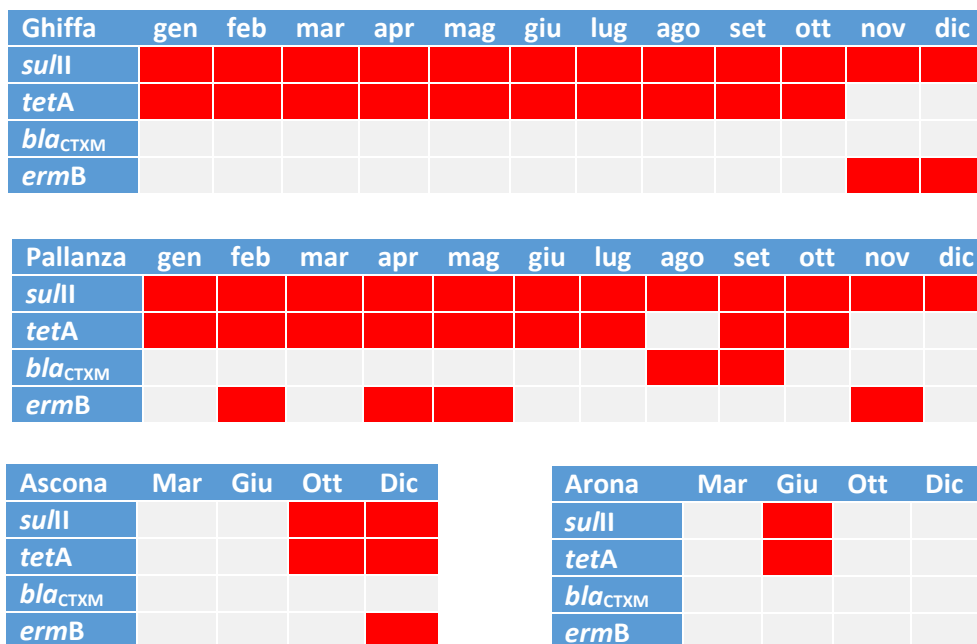 Ghiffa gen feb mar apr mag giu lug ago set ott nov dic
sulII
tetA
blaCTXM
ermB
Pallanza gen feb mar apr mag giu lug ago set ott nov dic
sulII
tetA
blaCTXM
ermB
Ascona Mar Giu Ott Dic
sulII
tetA
blaCTXM
ermB
Arona Mar Giu Ott Dic
sulII
tetA
blaCTXM
ermB